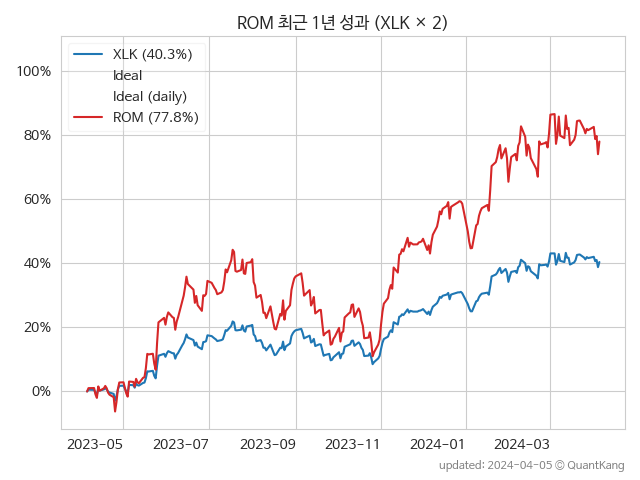 ROM 최근 1년 성과 (XLK × 2)
XLK (40.3%)
Ideal
Ideal (daily)
ROM (77.8%)
100%
80%
60%
40%
20%
0%
2023-05 2023-07 2023-09 2023-11 2024-01 2024-03
updated: 2024-04-05 © QuantKang